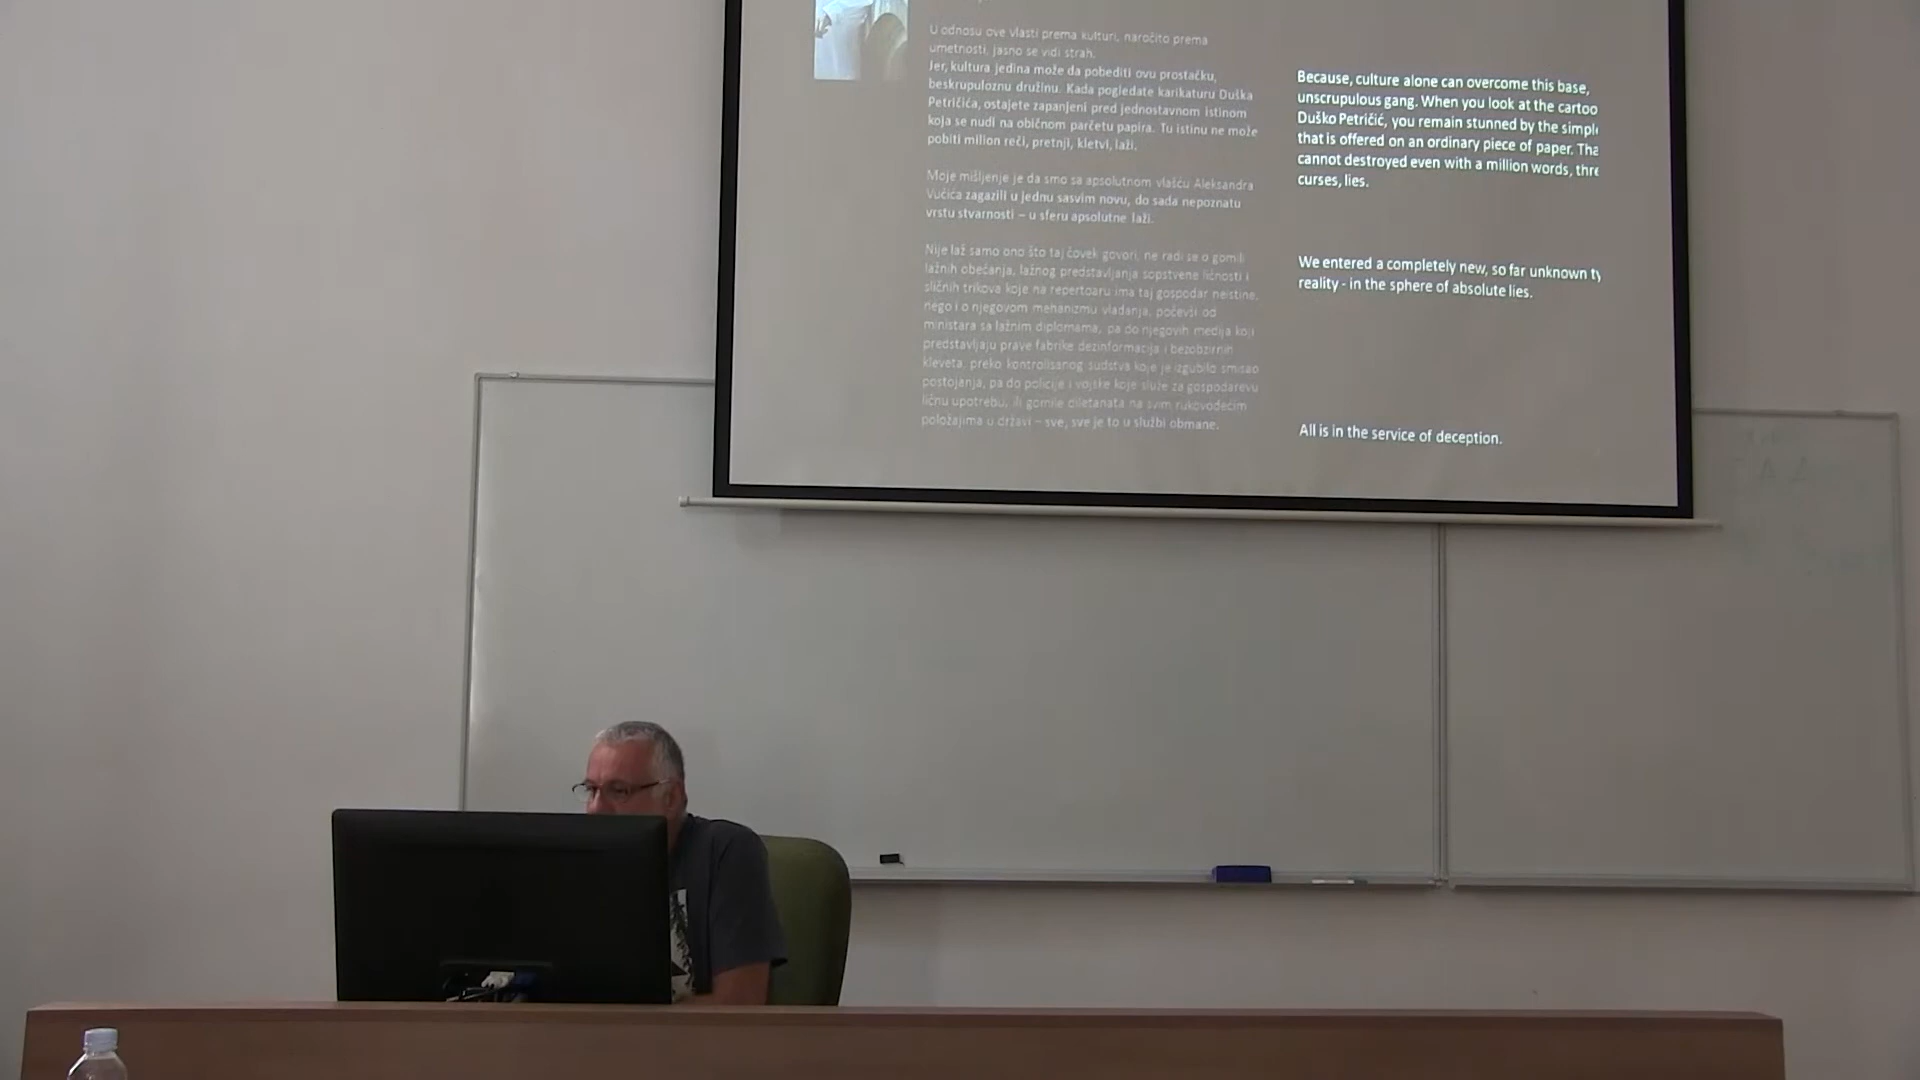 U odnosu ove vlasti prema kulturi, naročito prema
umetnosti, jasno se vidi strah.
Jer, kultura jedina može da pobediti ovu prostačku,
beskrupuloznu družinu. Kada pogledate karikaturu Duška
Petričića, ostajete zapanjeni pred jednostavnom istinom
koja se nudi na običnom parčetu papira. Tu istinu ne može
pobiti milion reči, pretnji, kletvi, laži.
Moje mišljenje je da smo sa apsolutnom vlašću Aleksandra
Vučića zagazili u jednu sasvim novu, do sada nepoznatu
vrstu stvarnosti – u sferu apsolutne laži.
Nije laž samo ono što taj čovek govori, ne radi se o gomili
lažnih obećanja, lažnog predstavljanja sopstvene ličnosti i
sličnih trikova koje na repertoaru ima taj gospodar neistine,
nego i o njegovom mehanizmu vladanja, počevši od
ministara sa lažnim diplomama, pa do njegovih medija koji
predstavljaju prave fabrike dezinformacija i bezobzirnih
kleveta, preko kontrolisanog sudstva koje je izgubilo smisao
postojanja, pa do policije i vojske koje služe za gospodarevu
ličnu upotrebu, ili gomile diletanata na svim rukovodećim
položajima u državi – sve, sve je to u službi obmane.
Because, culture alone can overcome this base,
unscrupulous gang. When you look at the cartoo
Duško Petričić, you remain stunned by the simple
that is offered on an ordinary piece of paper. Tha
cannot destroyed even with a million words, thre
curses, lies.
We entered a completely new, so far unknown ty
reality - in the sphere of absolute lies.
All is in the service of deception.